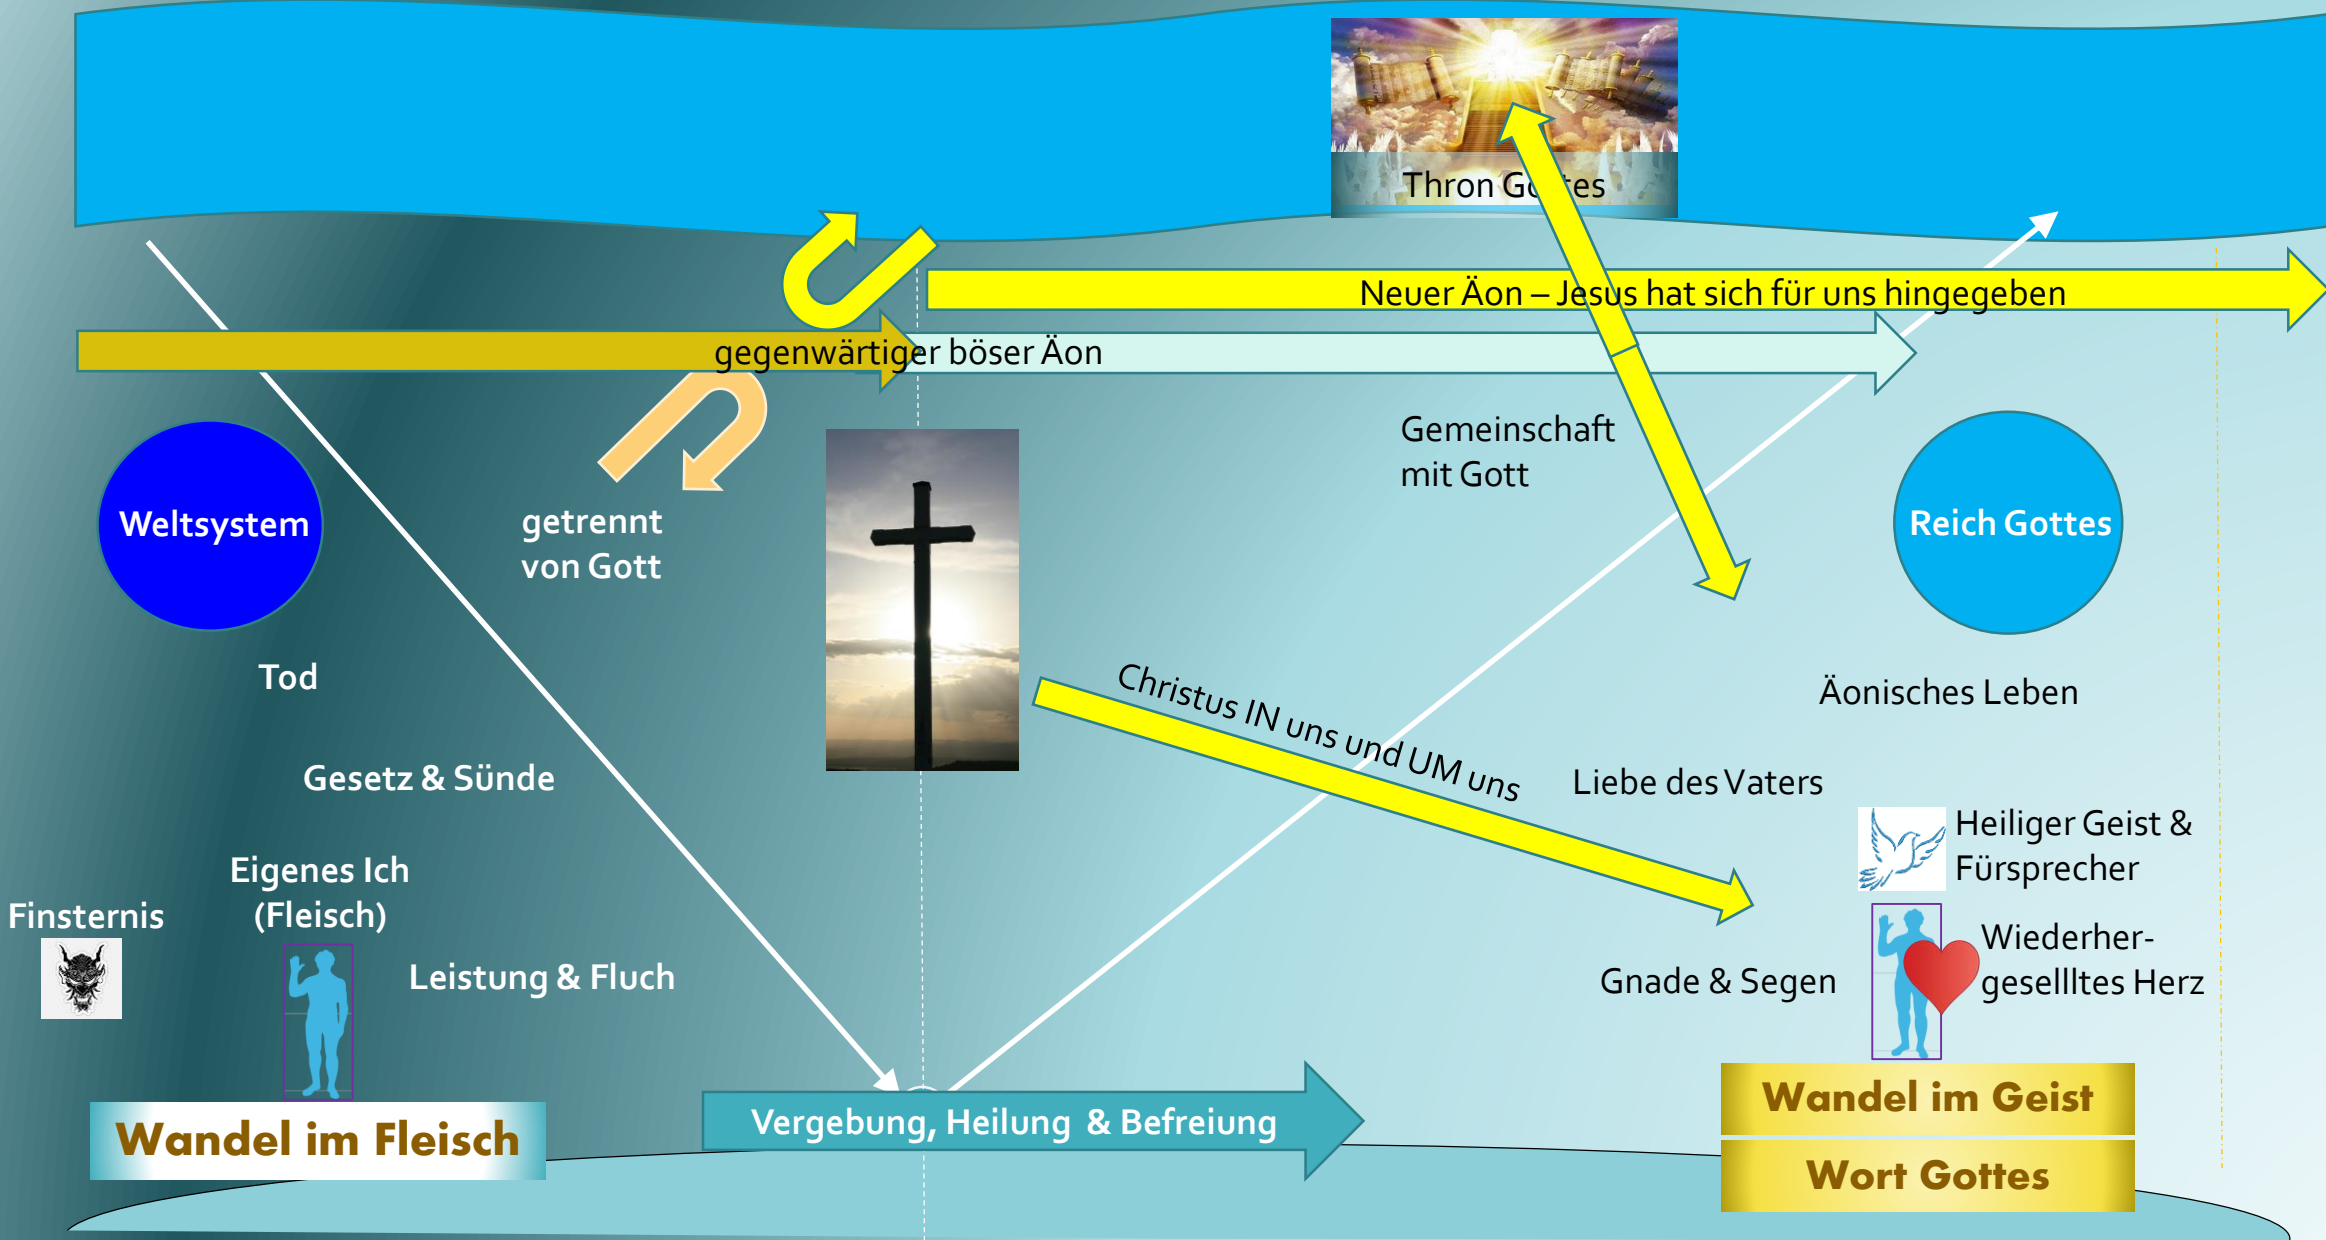 Thron Gottes
Neuer Äon – Jesus hat sich für uns hingegeben
gegenwärtiger böser Äon
Gemeinschaft
mit Gott
Weltsystem
getrennt
von Gott
Reich Gottes
Tod
Christus IN uns und UM uns
Äonisches Leben
Gesetz & Sünde
Liebe des Vaters
Heiliger Geist &
Fürsprecher
Eigenes Ich
(Fleisch)
Finsternis
Leistung & Fluch
Gnade & Segen
Wiederher-
gesellltes Herz
Vergebung, Heilung & Befreiung
Wandel im Fleisch
Wandel im Geist
Wort Gottes